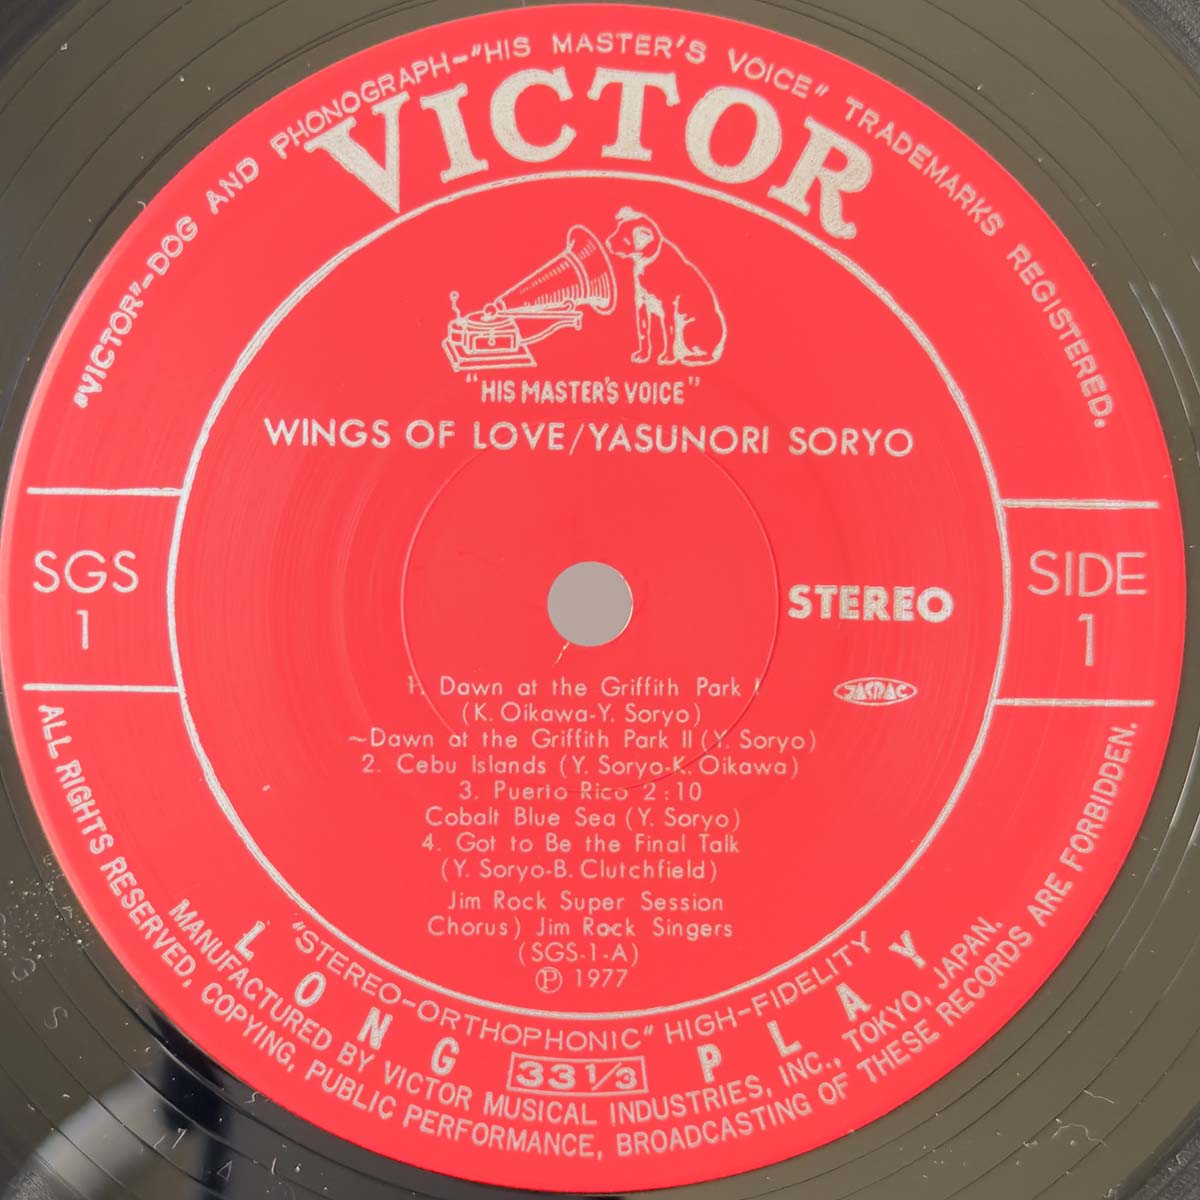 "VICTOR"-DOG AND PHONOGRAPH-"HIS MASTER'S VOICE" TRADEMARKS REGISTERED.
VICTOR
"HIS MASTER'S VOICE"
WINGS OF LOVE/YASUNORI SORYO
SGS
1
STEREO
SIDE
1
JASRAC
1. Dawn at the Griffith Park I
(K. Oikawa-Y. Soryo)
~Dawn at the Griffith Park II (Y. Soryo)
2. Cebu Islands (Y. Soryo-K. Oikawa)
3. Puerto Rico 2:10
Cobalt Blue Sea (Y. Soryo)
4. Got to Be the Final Talk
(Y. Soryo-B. Clutchfield)
Jim Rock Super Session
Chorus) Jim Rock Singers
(SGS-1-A)
Ⓟ 1977
"STEREO-ORTHOPHONIC" HIGH-FIDELITY
LONG 33 1/3 PLAY
MANUFACTURED BY VICTOR MUSICAL INDUSTRIES, INC., TOKYO, JAPAN.
ALL RIGHTS RESERVED, COPYING, PUBLIC PERFORMANCE, BROADCASTING OF THESE RECORDS ARE FORBIDDEN.